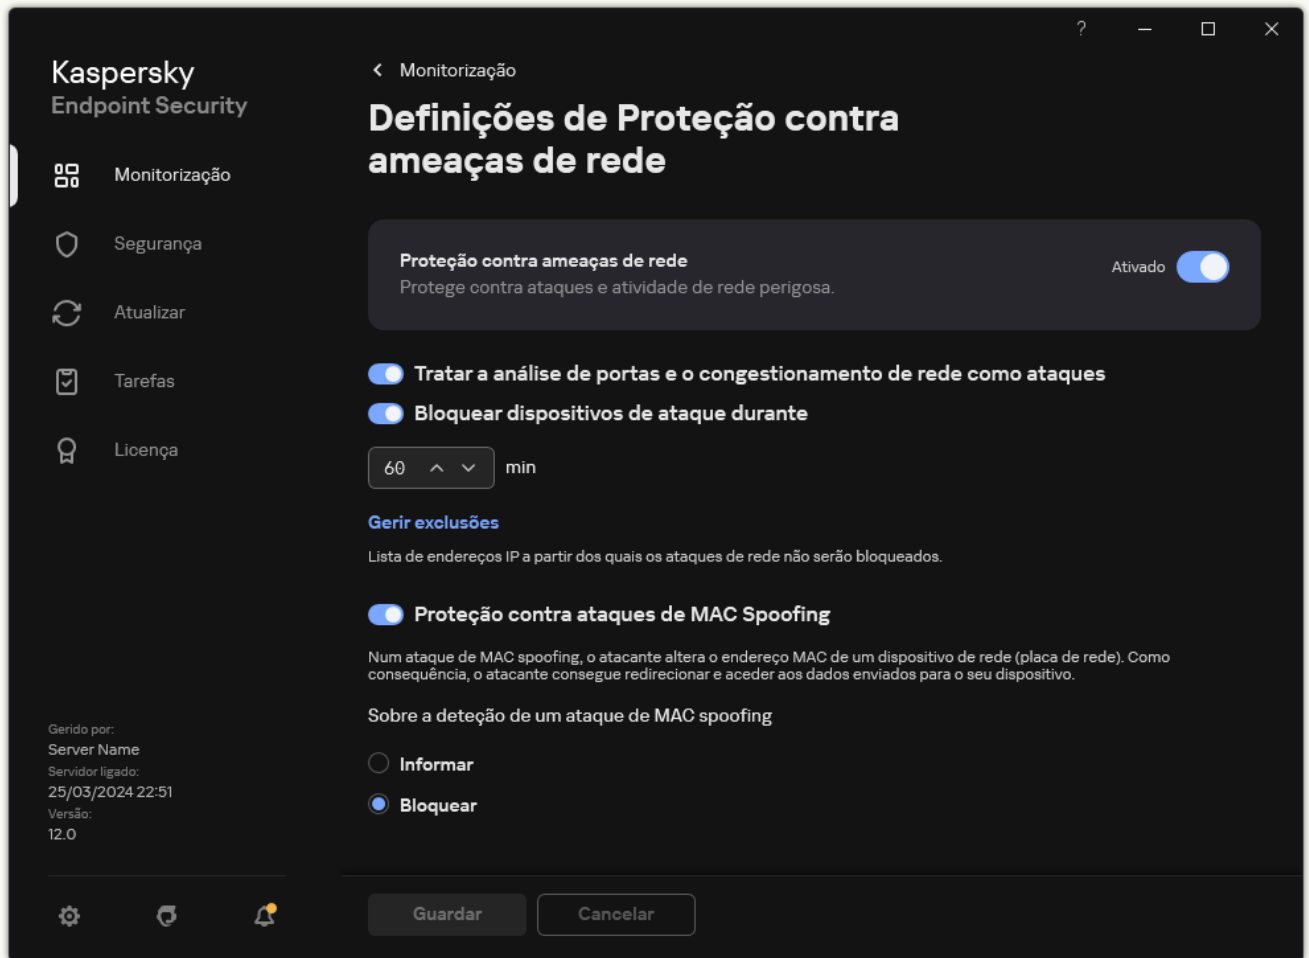 ?
Kaspersky
Endpoint Security
Monitorização
Segurança
Atualizar
Tarefas
Licença
Gerido por:
Server Name
Servidor ligado:
25/03/2024 22:51
Versão:
12.0
Monitorização
Definições de Proteção contra
ameaças de rede
Proteção contra ameaças de rede
Protege contra ataques e atividade de rede perigosa.
Ativado
Tratar a análise de portas e o congestionamento de rede como ataques
Bloquear dispositivos de ataque durante
60 min
Gerir exclusões
Lista de endereços IP a partir dos quais os ataques de rede não serão bloqueados.
Proteção contra ataques de MAC Spoofing
Num ataque de MAC spoofing, o atacante altera o endereço MAC de um dispositivo de rede (placa de rede). Como
consequência, o atacante consegue redirecionar e aceder aos dados enviados para o seu dispositivo.
Sobre a deteção de um ataque de MAC spoofing
Informar
Bloquear
Guardar
Cancelar